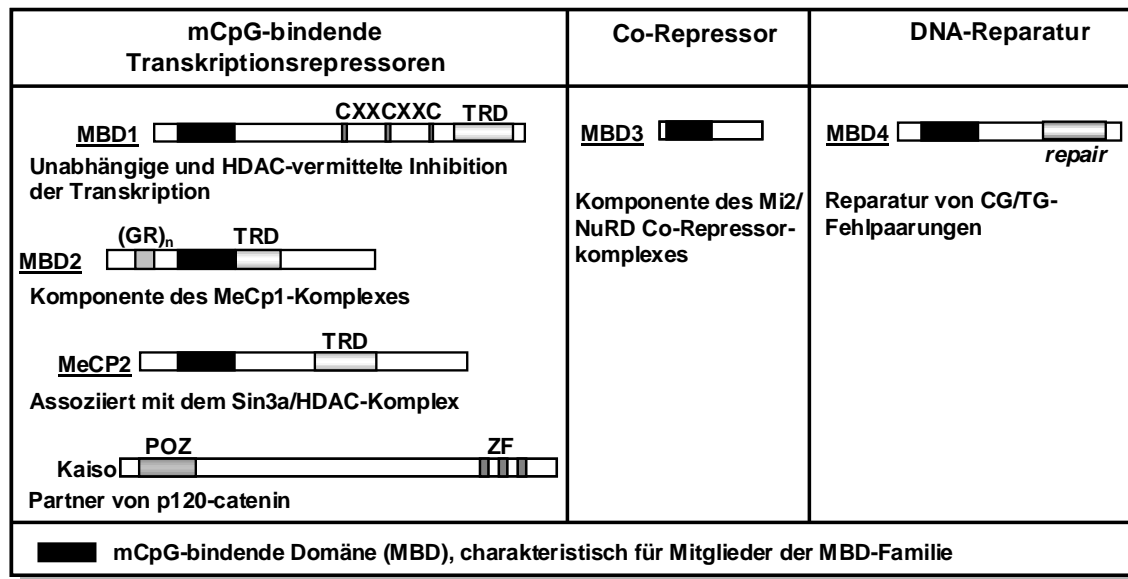 mCpG-bindende
Transkriptionsrepressoren
Co-Repressor
DNA-Reparatur
CXXCXXC TRD
MBD1
Unabhängige und HDAC-vermittelte Inhibition
der Transkription
(GR)n TRD
MBD2
Komponente des MeCp1-Komplexes
TRD
MeCP2
Assoziiert mit dem Sin3a/HDAC-Komplex
POZ ZF
Kaiso
Partner von p120-catenin
MBD3
Komponente des Mi2/
NuRD Co-Repressor-
komplexes
MBD4
repair
Reparatur von CG/TG-
Fehlpaarungen
mCpG-bindende Domäne (MBD), charakteristisch für Mitglieder der MBD-Familie